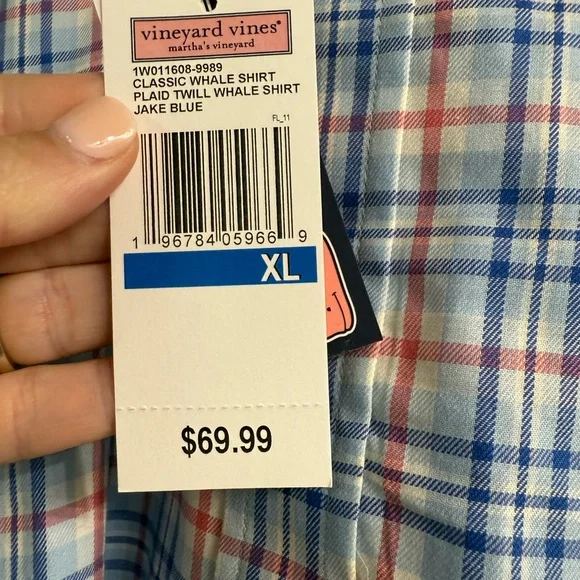 vineyard vines®
martha's vineyard
1W011608-9989
CLASSIC WHALE SHIRT
PLAID TWILL WHALE SHIRT
JAKE BLUE
FL_11
1 96784 05966 9
XL
$69.99